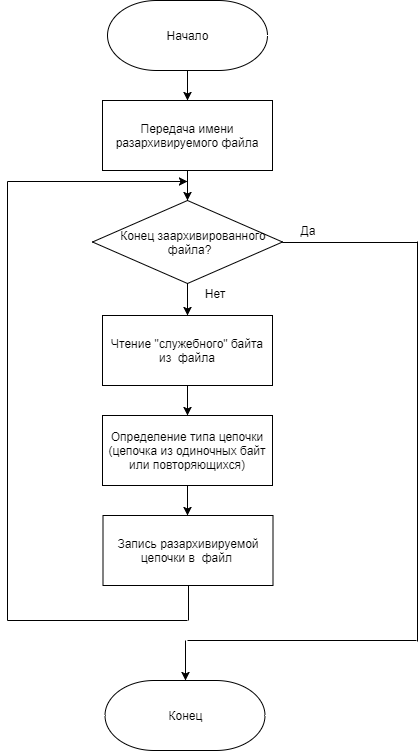 Начало
Передача имени
разархивируемого файла
Конец заархивированного
файла?
Да
Нет
Чтение "служебного" байта
из файла
Определение типа цепочки
(цепочка из одиночных байт
или повторяющихся)
Запись разархивируемой
цепочки в файл
Конец